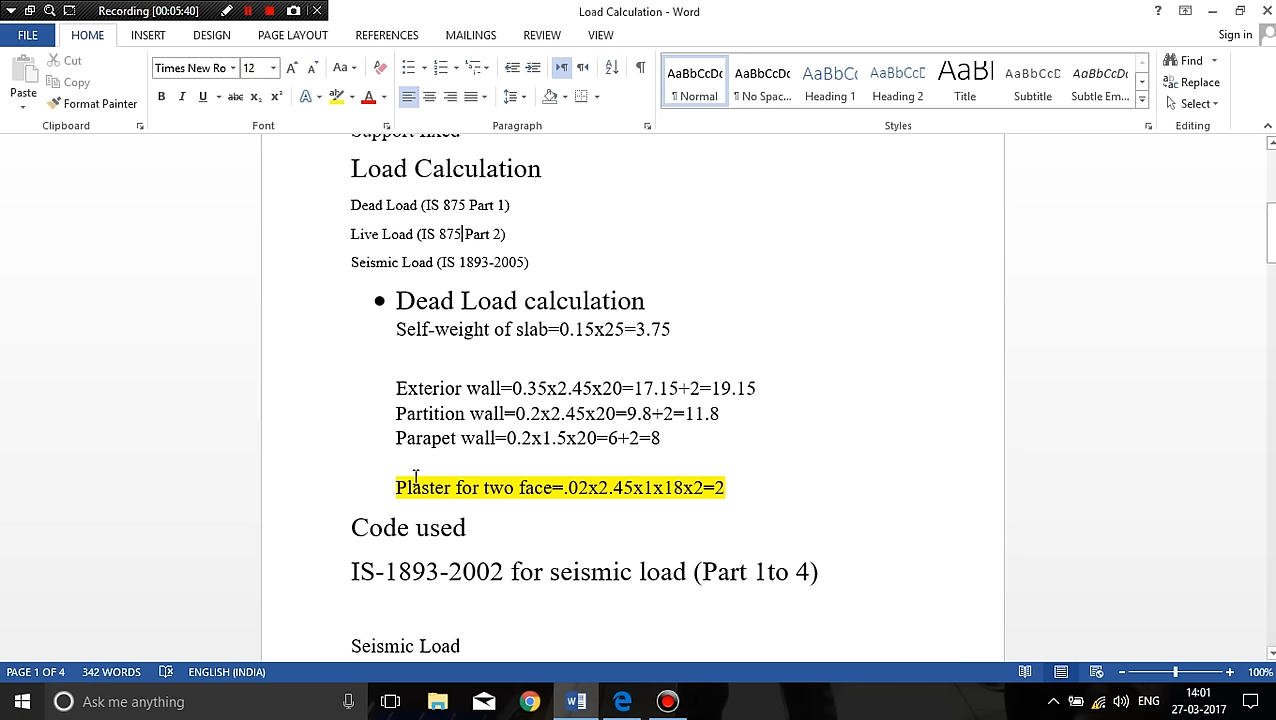 Recording [00:05:40]
Load Calculation - Word
?
FILE HOME INSERT DESIGN PAGE LAYOUT REFERENCES MAILINGS REVIEW VIEW Sign in
Paste
Cut
Copy
Format Painter
Clipboard
Times New Ro 12
Font
Paragraph
AaBbCcDc AaBbCcDc AaBbCc AaBbCcC AaBl AaBbCcD AaBbCcDc
¶ Normal ¶ No Spac... Heading 1 Heading 2 Title Subtitle Subtle Em...
Styles
Find
Replace
Select
Editing
Support fixed
Load Calculation
Dead Load (IS 875 Part 1)
Live Load (IS 875 Part 2)
Seismic Load (IS 1893-2005)
• Dead Load calculation
Self-weight of slab=0.15x25=3.75
Exterior wall=0.35x2.45x20=17.15+2=19.15
Partition wall=0.2x2.45x20=9.8+2=11.8
Parapet wall=0.2x1.5x20=6+2=8
Plaster for two face=.02x2.45x1x18x2=2
Code used
IS-1893-2002 for seismic load (Part 1to 4)
Seismic Load
PAGE 1 OF 4 342 WORDS ENGLISH (INDIA) 100%
Ask me anything
ENG
14:01
27-03-2017